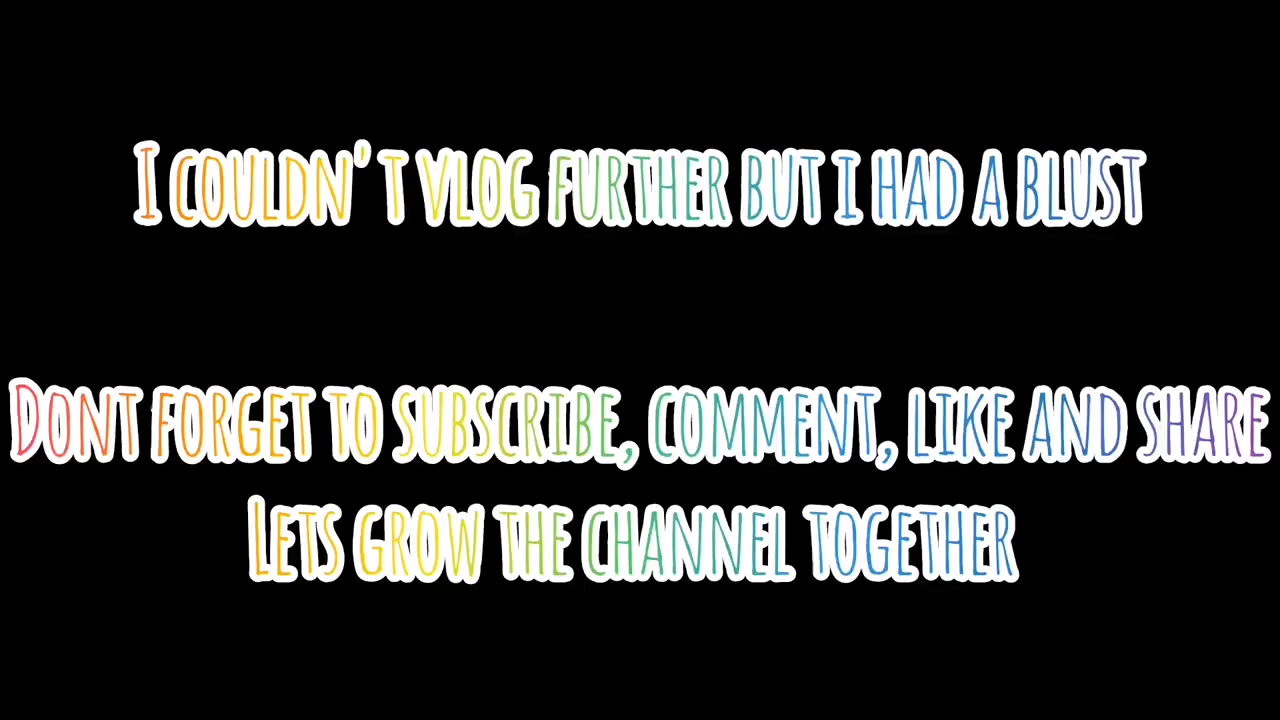 I couldn't vlog further but i had a blust
Dont forget to subscribe, comment, like and share
Lets grow the channel together